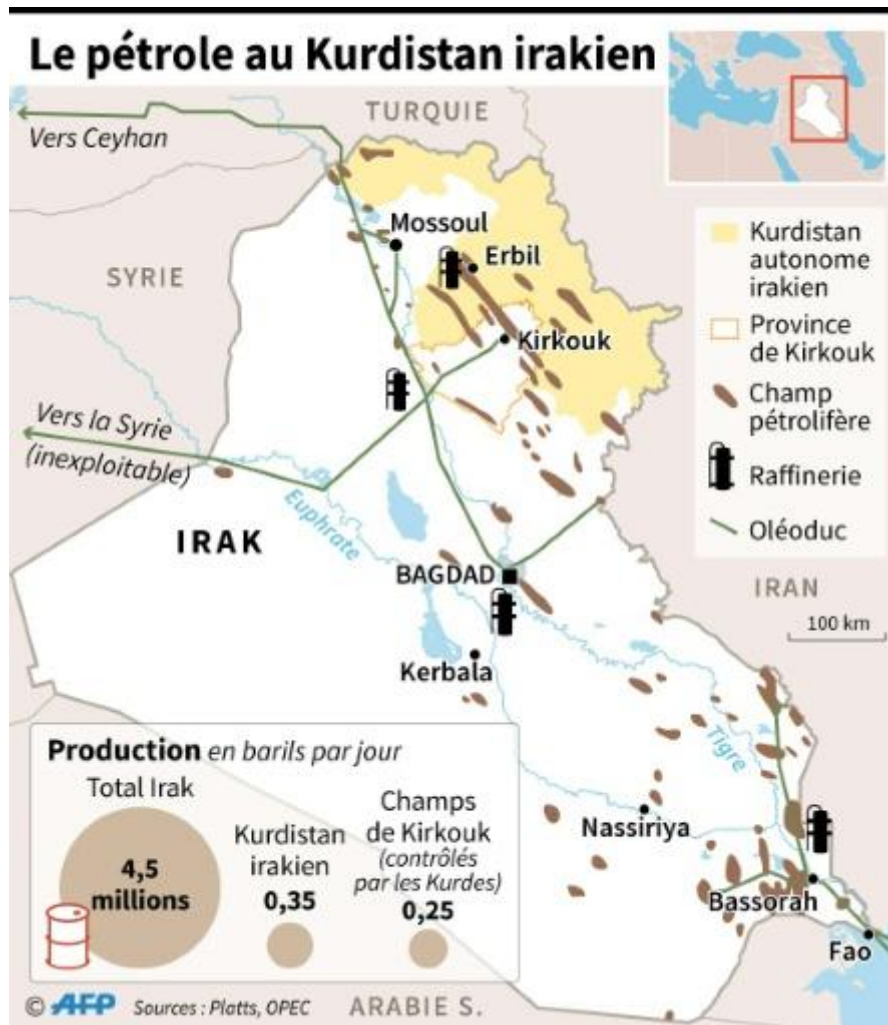 Le pétrole au Kurdistan irakien
TURQUIE
Vers Ceyhan
Mossoul
Erbil
SYRIE
Kirkouk
Vers la Syrie
(inexploitable)
Euphrate
IRAK
BAGDAD
IRAN
Kerbala
Tigre
Nassiriya
Bassorah
Fao
ARABIE S.
Kurdistan
autonome
irakien
Province
de Kirkouk
Champ
pétrolifère
Raffinerie
Oléoduc
100 km
Production en barils par jour
Total Irak
4,5
millions
Kurdistan
irakien
0,35
Champs
de Kirkouk
(contrôlés
par les Kurdes)
0,25
© AFP Sources : Platts, OPEC